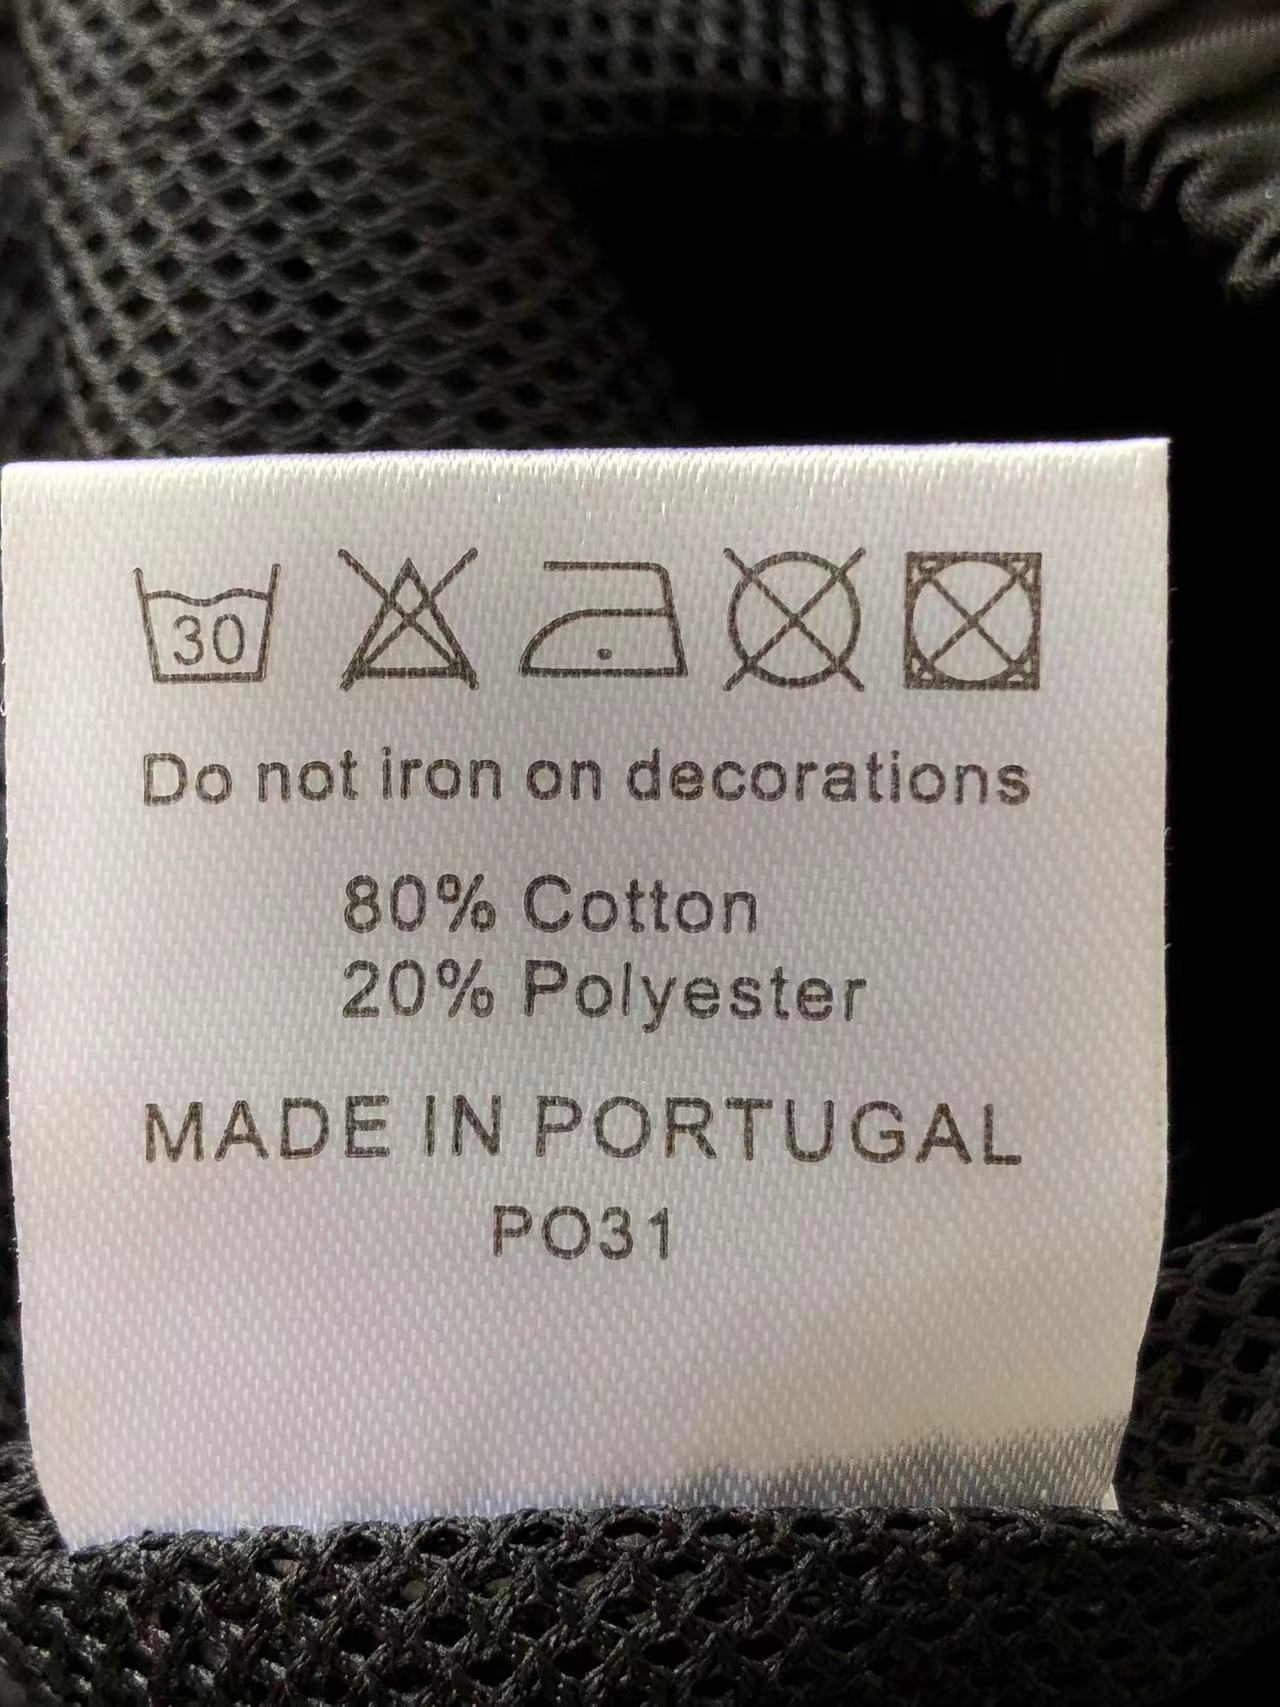 30
Do not iron on decorations
80% Cotton
20% Polyester
MADE IN PORTUGAL
PO31